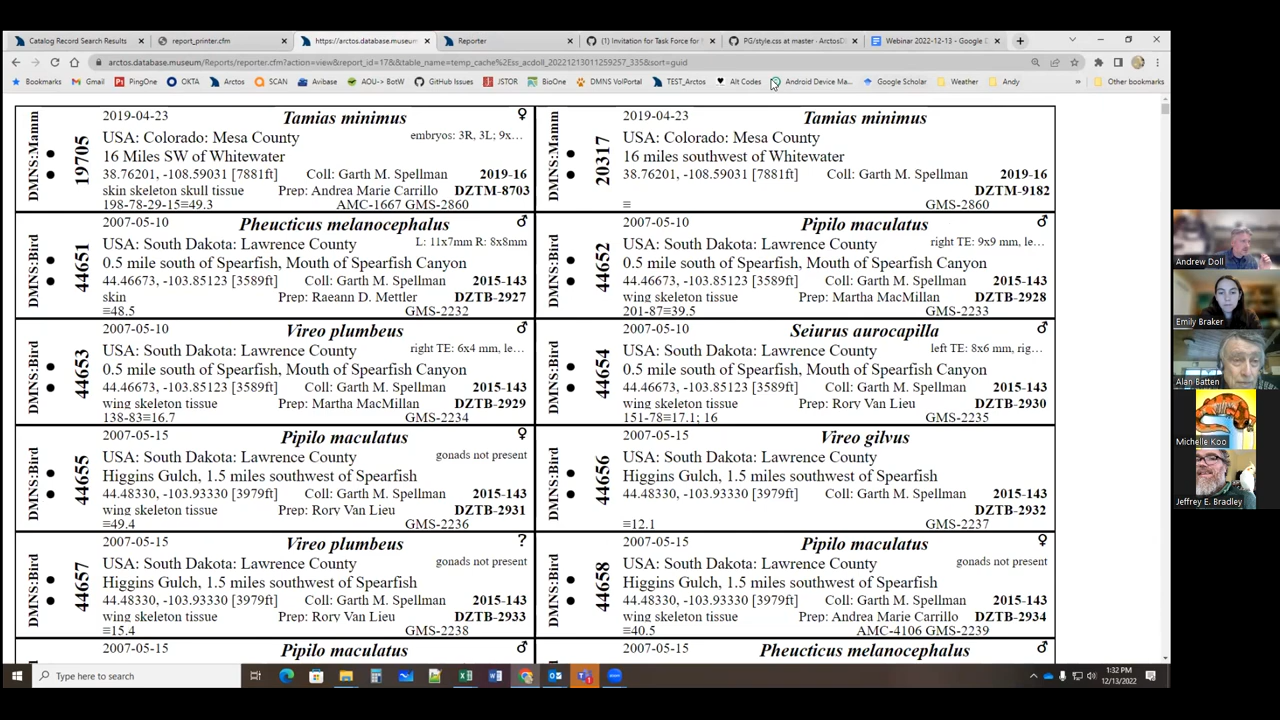 Catalog Record Search Results
report_printer.cfm
https://arctos.database.museum
Reporter
(1) Invitation for Task Force for I
PG/style.css at master · ArctosD
Webinar 2022-12-13 - Google D
arctos.database.museum/Reports/reporter.cfm?action=view&report_id=17&&table_name=temp_cache%2Ess_acdoll_20221213011259257_335&sort=guid
Bookmarks
Gmail
PingOne
OKTA
Arctos
SCAN
Avibase
AOU-> BoTW
GitHub Issues
JSTOR
BioOne
DMNS VolPortal
TEST_Arctos
Alt Codes
Android Device Ma...
Google Scholar
Weather
Andy
»
Other bookmarks
DMNS:Mamm
19705
2019-04-23 Tamias minimus ♀
USA: Colorado: Mesa County embryos: 3R, 3L; 9x...
16 Miles SW of Whitewater
38.76201, -108.59031 [7881ft] Coll: Garth M. Spellman 2019-16
skin skeleton skull tissue Prep: Andrea Marie Carrillo DZTM-8703
198-78-29-15≡49.3 AMC-1667 GMS-2860
DMNS:Mamm
20317
2019-04-23 Tamias minimus
USA: Colorado: Mesa County
16 miles southwest of Whitewater
38.76201, -108.59031 [7881ft] Coll: Garth M. Spellman 2019-16
DZTM-9182
≡ GMS-2860
DMNS:Bird
44651
2007-05-10 Pheucticus melanocephalus ♂
USA: South Dakota: Lawrence County L: 11x7mm R: 8x8mm
0.5 mile south of Spearfish, Mouth of Spearfish Canyon
44.46673, -103.85123 [3589ft] Coll: Garth M. Spellman 2015-143
skin Prep: Raeann D. Mettler DZTB-2927
≡48.5 GMS-2232
DMNS:Bird
44652
2007-05-10 Pipilo maculatus ♂
USA: South Dakota: Lawrence County right TE: 9x9 mm, le...
0.5 mile south of Spearfish, Mouth of Spearfish Canyon
44.46673, -103.85123 [3589ft] Coll: Garth M. Spellman 2015-143
wing skeleton tissue Prep: Martha MacMillan DZTB-2928
201-87≡39.5 GMS-2233
DMNS:Bird
44653
2007-05-10 Vireo plumbeus ♂
USA: South Dakota: Lawrence County right TE: 6x4 mm, le...
0.5 mile south of Spearfish, Mouth of Spearfish Canyon
44.46673, -103.85123 [3589ft] Coll: Garth M. Spellman 2015-143
wing skeleton tissue Prep: Martha MacMillan DZTB-2929
138-83≡16.7 GMS-2234
DMNS:Bird
44654
2007-05-10 Seiurus aurocapilla ♂
USA: South Dakota: Lawrence County left TE: 8x6 mm, rig...
0.5 mile south of Spearfish, Mouth of Spearfish Canyon
44.46673, -103.85123 [3589ft] Coll: Garth M. Spellman 2015-143
wing skeleton tissue Prep: Rory Van Lieu DZTB-2930
151-78≡17.1; 16 GMS-2235
DMNS:Bird
44655
2007-05-15 Pipilo maculatus ♀
USA: South Dakota: Lawrence County gonads not present
Higgins Gulch, 1.5 miles southwest of Spearfish
44.48330, -103.93330 [3979ft] Coll: Garth M. Spellman 2015-143
wing skeleton tissue Prep: Rory Van Lieu DZTB-2931
≡49.4 GMS-2236
DMNS:Bird
44656
2007-05-15 Vireo gilvus
USA: South Dakota: Lawrence County
Higgins Gulch, 1.5 miles southwest of Spearfish
44.48330, -103.93330 [3979ft] Coll: Garth M. Spellman 2015-143
DZTB-2932
≡12.1 GMS-2237
DMNS:Bird
44657
2007-05-15 Vireo plumbeus ?
USA: South Dakota: Lawrence County gonads not present
Higgins Gulch, 1.5 miles southwest of Spearfish
44.48330, -103.93330 [3979ft] Coll: Garth M. Spellman 2015-143
wing skeleton tissue Prep: Rory Van Lieu DZTB-2933
≡15.4 GMS-2238
DMNS:Bird
44658
2007-05-15 Pipilo maculatus ♀
USA: South Dakota: Lawrence County gonads not present
Higgins Gulch, 1.5 miles southwest of Spearfish
44.48330, -103.93330 [3979ft] Coll: Garth M. Spellman 2015-143
wing skeleton tissue Prep: Andrea Marie Carrillo DZTB-2934
≡40.5 AMC-4106 GMS-2239
2007-05-15 Pipilo maculatus ♂
2007-05-15 Pheucticus melanocephalus ♂
Andrew Doll
Emily Braker
Alan Batten
Michelle Koo
Jeffrey E. Bradley
Type here to search
1:32 PM
12/13/2022